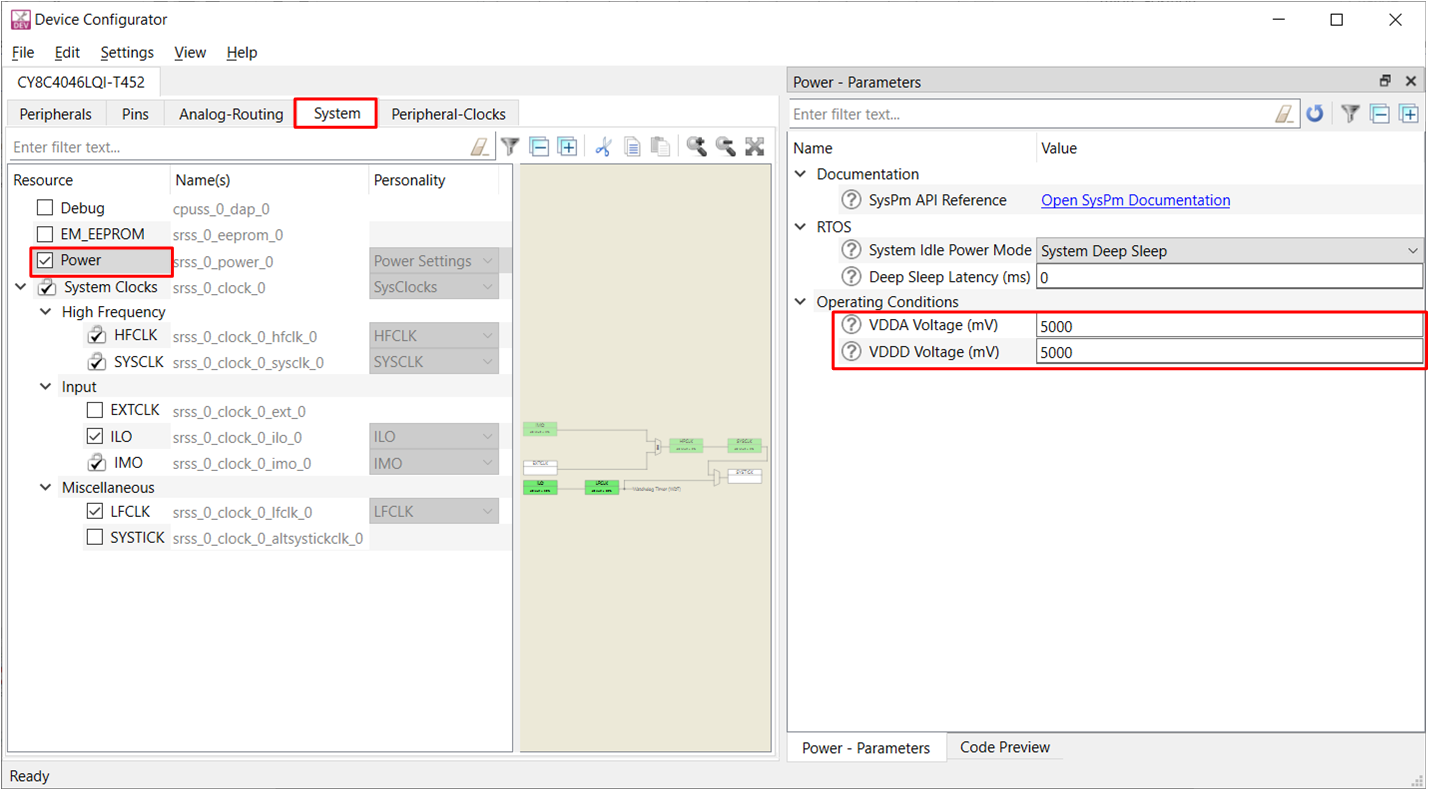 Device Configurator
File Edit Settings View Help
CY8C4046LQI-T452
Peripherals Pins Analog-Routing System Peripheral-Clocks
Enter filter text...
Resource Name(s) Personality
Debug cpuss_0_dap_0
EM_EEPROM srss_0_eeprom_0
Power srss_0_power_0 Power Settings
System Clocks srss_0_clock_0 SysClocks
High Frequency
HFCLK srss_0_clock_0_hfclk_0 HFCLK
SYSCLK srss_0_clock_0_sysclk_0 SYSCLK
Input
EXTCLK srss_0_clock_0_ext_0
ILO srss_0_clock_0_ilo_0 ILO
IMO srss_0_clock_0_imo_0 IMO
Miscellaneous
LFCLK srss_0_clock_0_lfclk_0 LFCLK
SYSTICK srss_0_clock_0_altsystickclk_0
IMO
HFCLK
SYSCLK
EXTCLK
SYSTICK
ILO
LFCLK
Watchdog Timer (WDT)
Power - Parameters
Enter filter text...
Name Value
Documentation
SysPm API Reference Open SysPm Documentation
RTOS
System Idle Power Mode System Deep Sleep
Deep Sleep Latency (ms) 0
Operating Conditions
VDDA Voltage (mV) 5000
VDDD Voltage (mV) 5000
Power - Parameters Code Preview
Ready